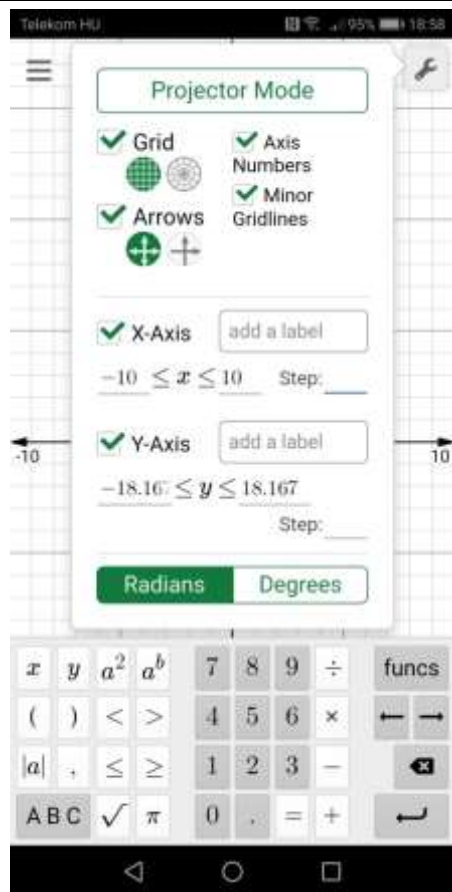 Telekom HU 95% 18:58
Projector Mode
Grid
Axis
Numbers
Minor
Gridlines
Arrows
X-Axis add a label
−10 ≤ x ≤ 10 Step:
-10 10
Y-Axis add a label
−18.167 ≤ y ≤ 18.167
Step:
Radians Degrees
x y a² aᵇ 7 8 9 ÷ funcs
( ) < > 4 5 6 × ← →
|a| , ≤ ≥ 1 2 3 −
A B C √ π 0 . = +